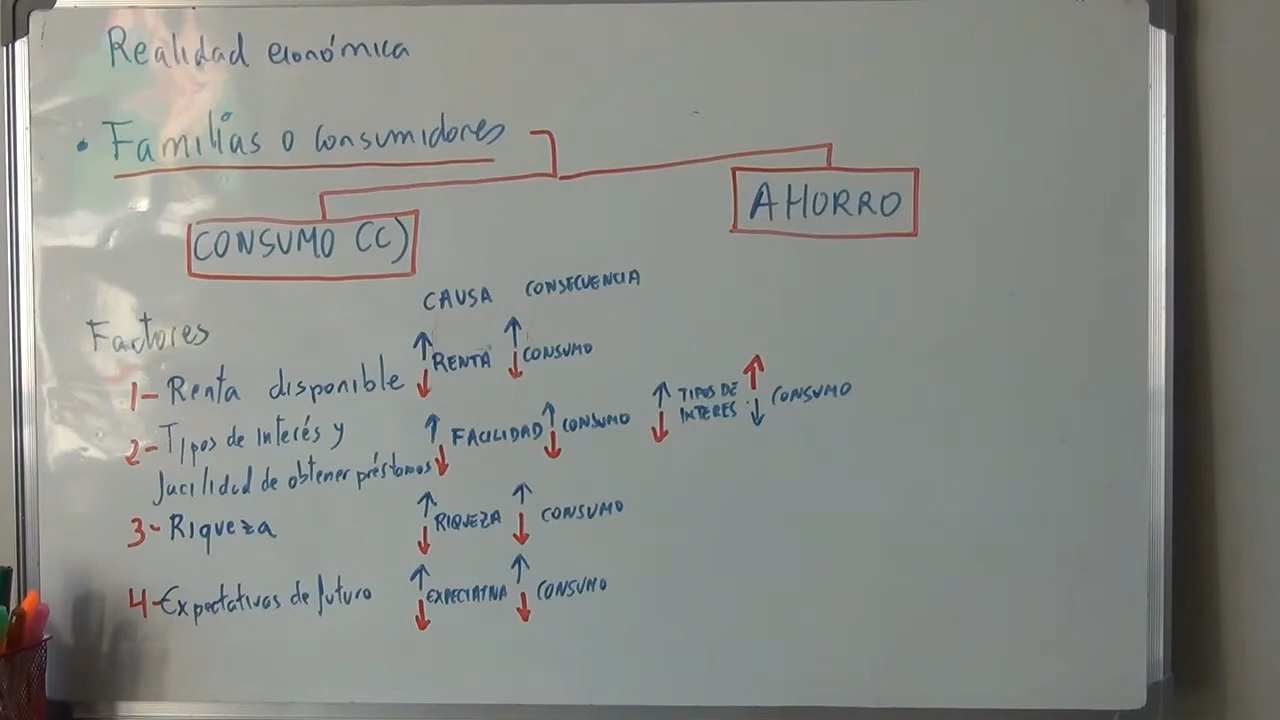 Realidad económica
• Familias o consumidores
CONSUMO (C)
AHORRO
CAUSA CONSECUENCIA
Factores
1- Renta disponible ↑↓ RENTA ↑↓ CONSUMO
2- Tipos de interés y
facilidad de obtener préstamos ↑↓ FACILIDAD ↑↓ CONSUMO ↑↓ TIPOS DE INTERES ↑↓ CONSUMO
3- Riqueza ↑↓ RIQUEZA ↑↓ CONSUMO
4- Expectativas de futuro ↑↓ EXPECTATIVA ↑↓ CONSUMO